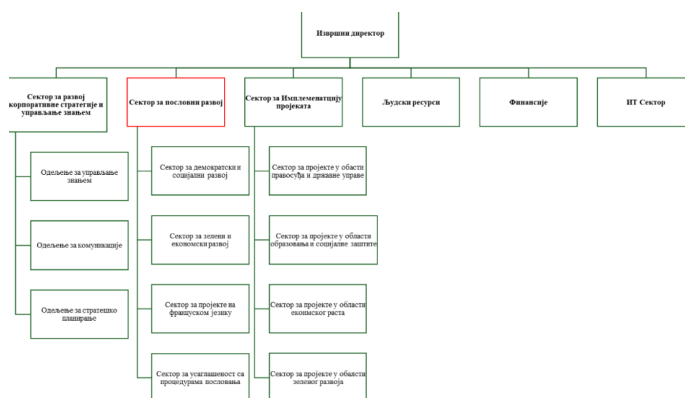 Извршни директор
Сектор за развој
корпоративне стратегије и
управљање знањем
Сектор за пословни развој
Сектор за Имплеменатцију
пројеката
Људски ресурси
Финансије
ИТ Сектор
Одељење за управљање
знањем
Одељење за комуникације
Одељење за стратешко
планирање
Сектор за демократски и
социјални развој
Сектор за зелени и
економски развој
Сектор за пројекте на
француском језику
Сектор за усаглашеност са
процедурама пословања
Сектор за пројекте у обасти
правосуђа и државне управе
Сектор за пројекте у области
образовања и социјалне заштите
Сектор за пројекте у области
екоимског раста
Сектор за пројекте у обалсти
зеленог развоја